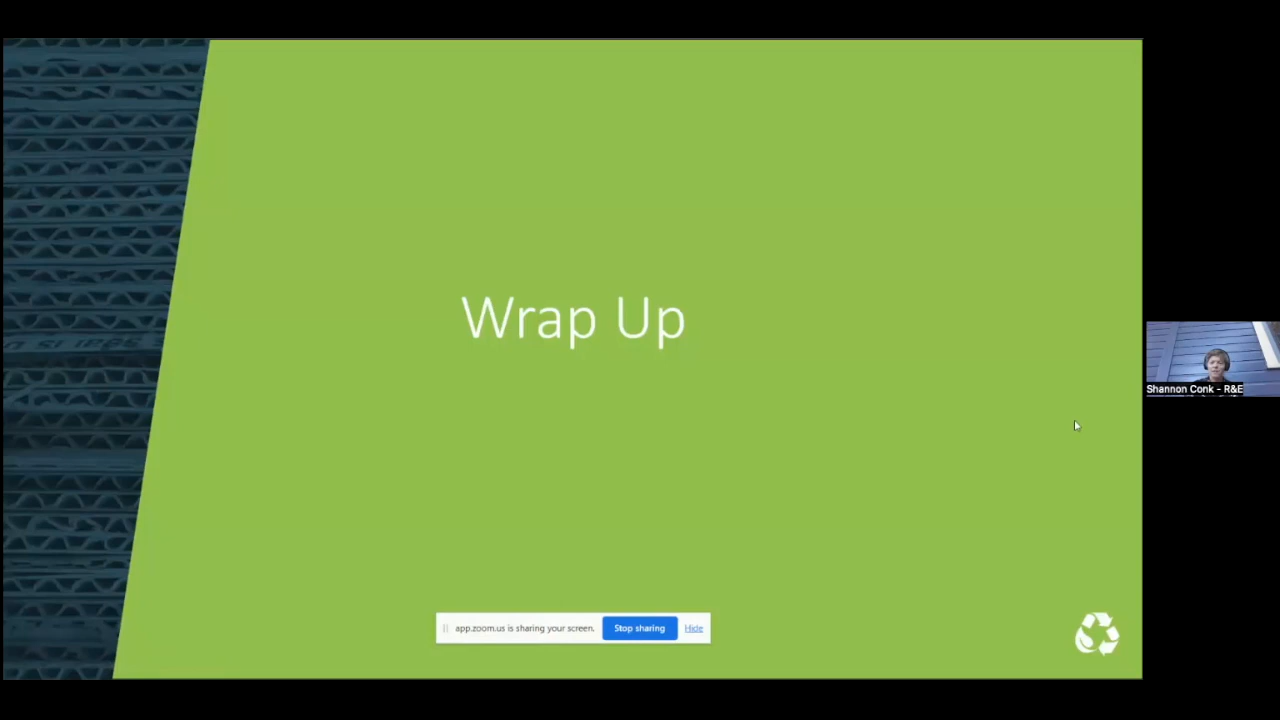 Wrap Up
Shannon Conk - R&E
app.zoom.us is sharing your screen. Stop sharing Hide